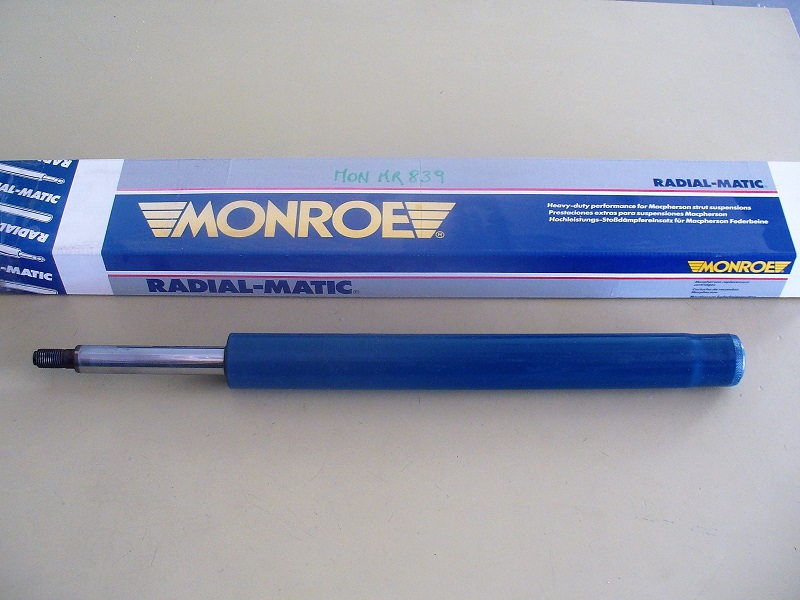 MON MR 839
RADIAL-MATIC
MONROE®
Heavy-duty performance for Macpherson strut suspensions
Prestaciones extras para suspensiones Macpherson
Hochleistungs-Stoßdämpfereinsatz für Macpherson Federbeine
MONROE
RADIAL-MATIC
AL-MATIC
RADIAL
-MATIC